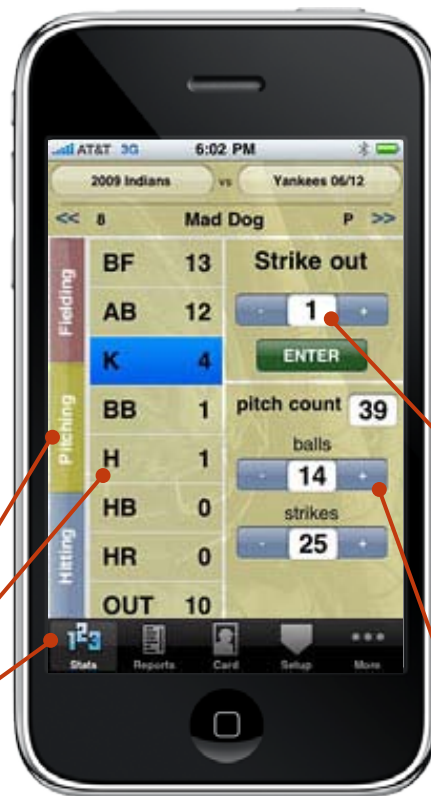 AT&T 3G 6:02 PM
2009 Indians vs Yankees 06/12
<< 8 Mad Dog P >>
Fielding
Pitching
Hitting
BF 13
AB 12
K 4
BB 1
H 1
HB 0
HR 0
OUT 10
Strike out
- 1 +
ENTER
pitch count 39
balls
- 14 +
strikes
- 25 +
123
Stats Reports Card Setup More